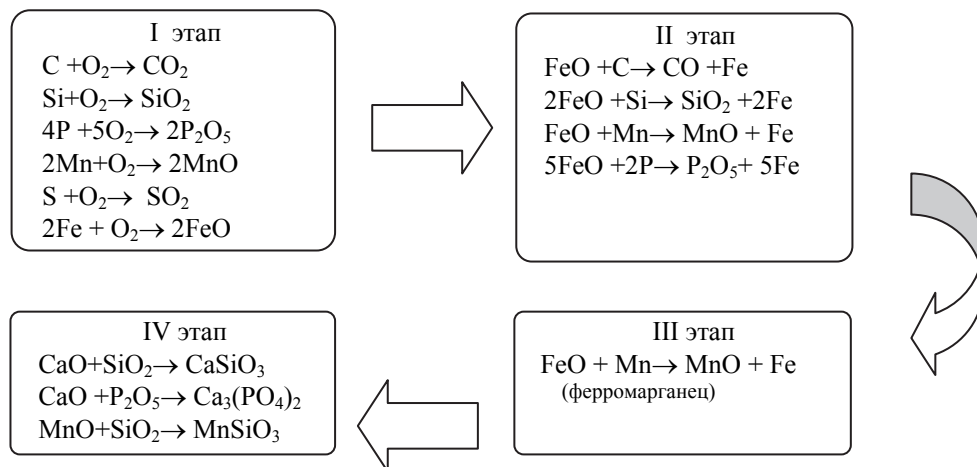 I этап
C +O₂→ CO₂
Si+O₂→ SiO₂
4P +5O₂→ 2P₂O₅
2Mn+O₂→ 2MnO
S +O₂→ SO₂
2Fe + O₂→ 2FeO
II этап
FeO +C→ CO +Fe
2FeO +Si→ SiO₂ +2Fe
FeO +Mn→ MnO + Fe
5FeO +2P→ P₂O₅+ 5Fe
III этап
FeO + Mn→ MnO + Fe
(ферромарганец)
IV этап
CaO+SiO₂→ CaSiO₃
CaO +P₂O₅→ Ca₃(PO₄)₂
MnO+SiO₂→ MnSiO₃